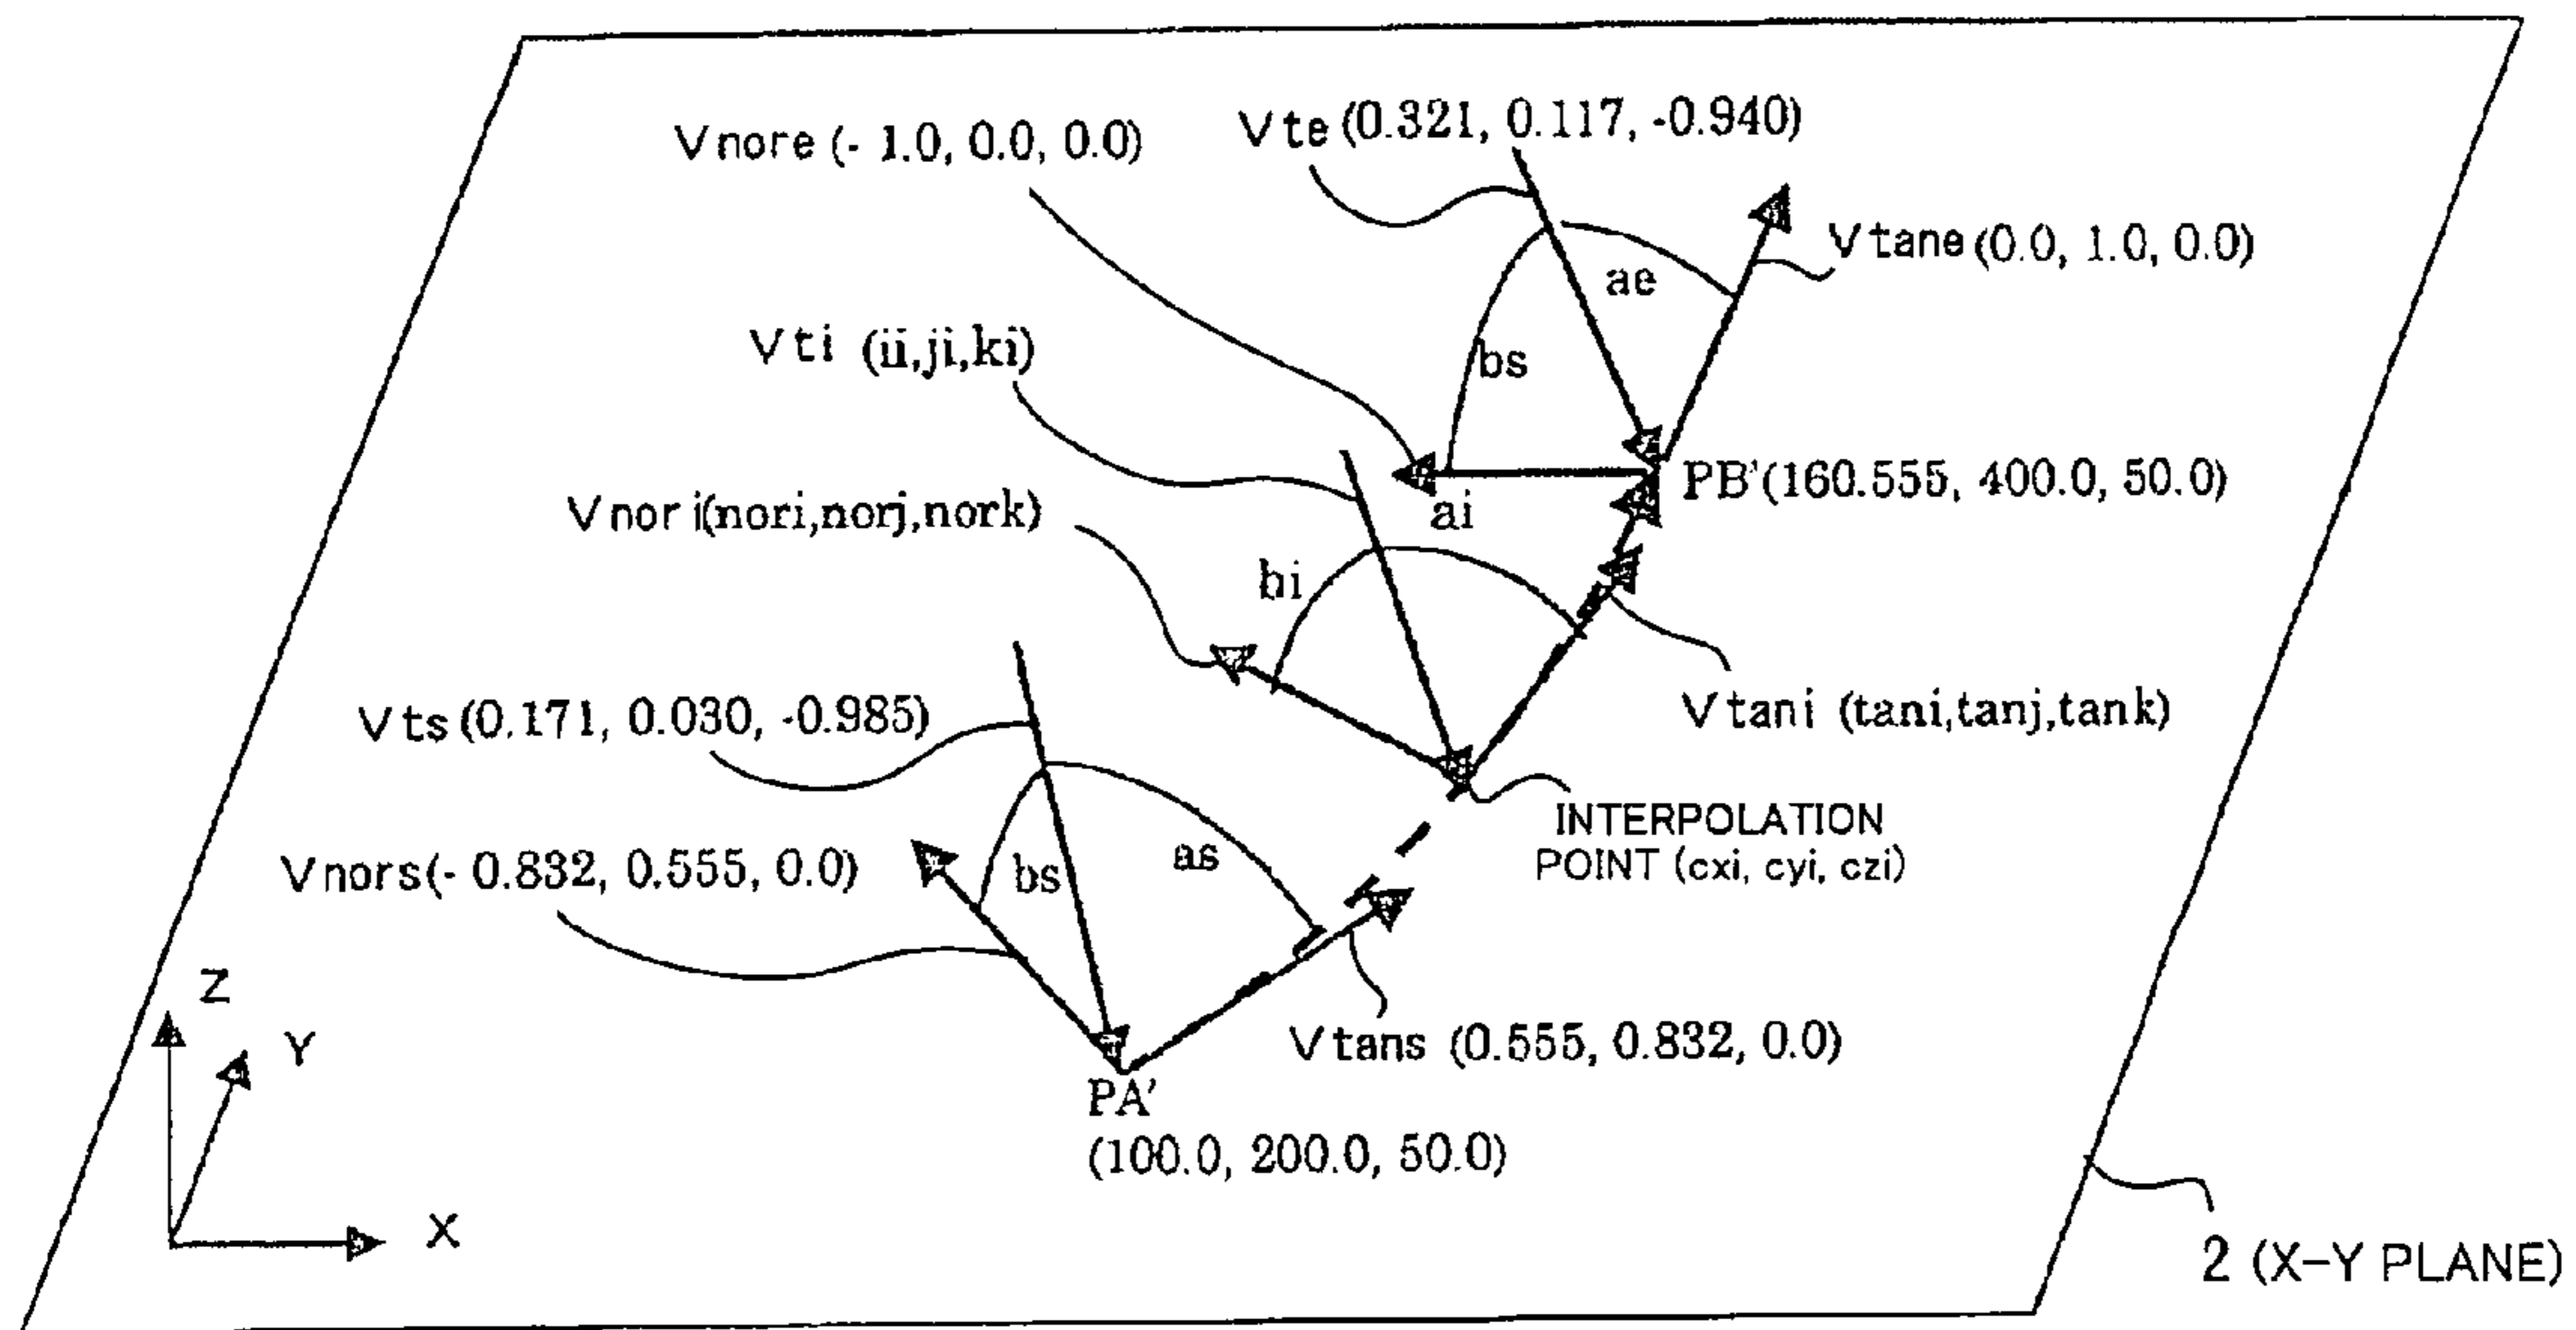 Vnore (- 1.0, 0.0, 0.0)
Vte (0.321, 0.117, -0.940)
Vtane (0.0, 1.0, 0.0)
ae
bs
Vti (ii,ji,ki)
PB'(160.555, 400.0, 50.0)
ai
Vnori(nori,norj,nork)
bi
Vtani (tani,tanj,tank)
Vts (0.171, 0.030, -0.985)
INTERPOLATION
POINT (cxi, cyi, czi)
Vnors(- 0.832, 0.555, 0.0)
bs
as
Vtans (0.555, 0.832, 0.0)
PA'
(100.0, 200.0, 50.0)
Z
Y
X
2 (X-Y PLANE)